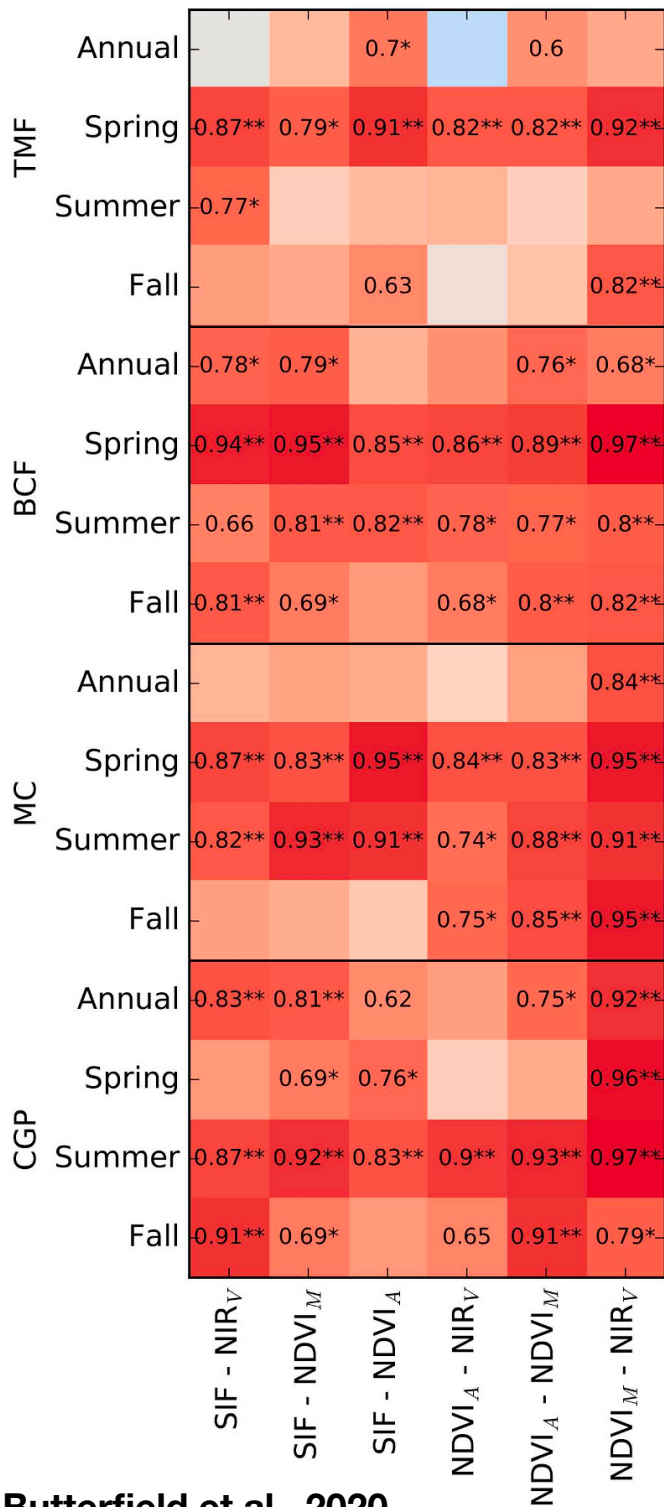 TMF
Annual 0.7* 0.6
Spring 0.87** 0.79* 0.91** 0.82** 0.82** 0.92**
Summer 0.77*
Fall 0.63 0.82**
BCF
Annual 0.78* 0.79* 0.76* 0.68*
Spring 0.94** 0.95** 0.85** 0.86** 0.89** 0.97**
Summer 0.66 0.81** 0.82** 0.78* 0.77* 0.8**
Fall 0.81** 0.69* 0.68* 0.8** 0.82**
MC
Annual 0.84**
Spring 0.87** 0.83** 0.95** 0.84** 0.83** 0.95**
Summer 0.82** 0.93** 0.91** 0.74* 0.88** 0.91**
Fall 0.75* 0.85** 0.95**
CGP
Annual 0.83** 0.81** 0.62 0.75* 0.92**
Spring 0.69* 0.76* 0.96**
Summer 0.87** 0.92** 0.83** 0.9** 0.93** 0.97**
Fall 0.91** 0.69* 0.65 0.91** 0.79*
SIF - NIR_V
SIF - NDVI_M
SIF - NDVI_A
NDVI_A - NIR_V
NDVI_A - NDVI_M
NDVI_M - NIR_V
Butterfield et al., 2020